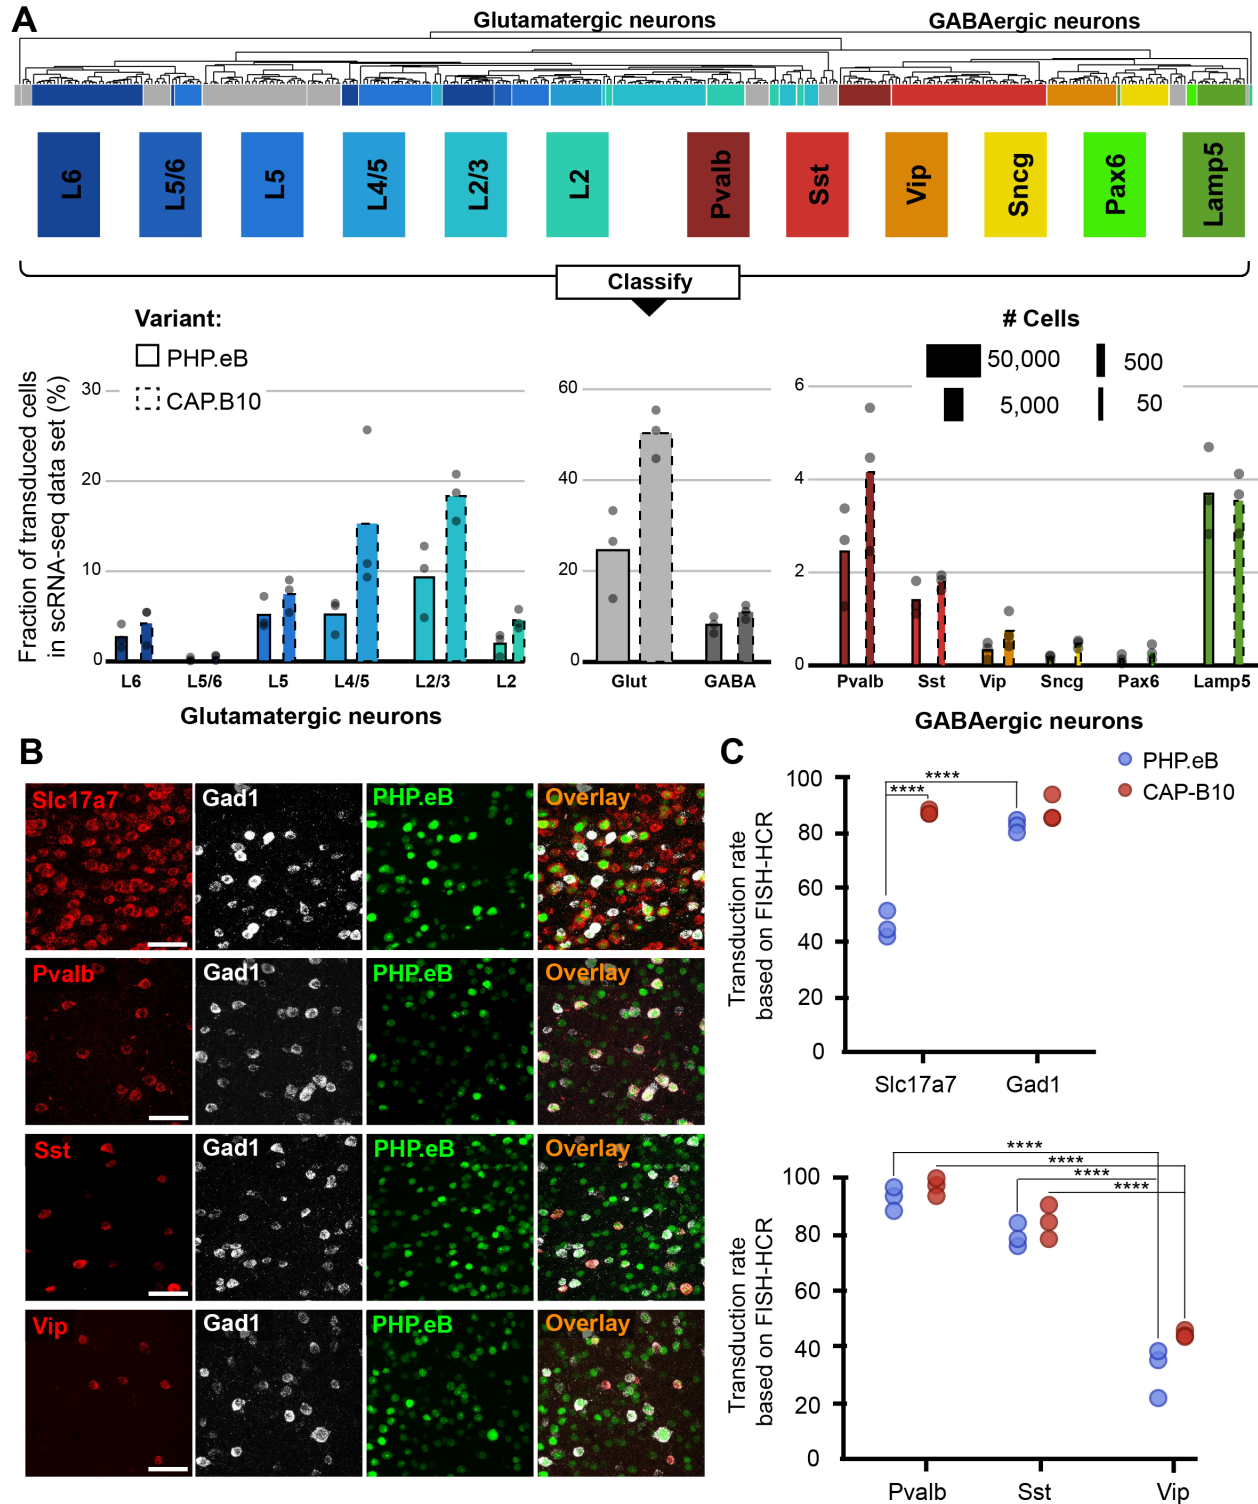 A
Glutamatergic neurons
GABAergic neurons
L6
L5/6
L5
L4/5
L2/3
L2
Pvalb
Sst
Vip
Sncg
Pax6
Lamp5
Classify
Variant:
PHP.eB
CAP.B10
# Cells
50,000
500
5,000
50
Fraction of transduced cells
in scRNA-seq data set (%)
30
20
10
0
L6
L5/6
L5
L4/5
L2/3
L2
Glutamatergic neurons
60
40
20
0
Glut
GABA
6
4
2
0
Pvalb
Sst
Vip
Sncg
Pax6
Lamp5
GABAergic neurons
B
Slc17a7
Gad1
PHP.eB
Overlay
Pvalb
Gad1
PHP.eB
Overlay
Sst
Gad1
PHP.eB
Overlay
Vip
Gad1
PHP.eB
Overlay
C
PHP.eB
CAP-B10
Transduction rate
based on FISH-HCR
100
80
60
40
20
0
****
****
Slc17a7
Gad1
Transduction rate
based on FISH-HCR
100
80
60
40
20
0
****
****
****
****
Pvalb
Sst
Vip